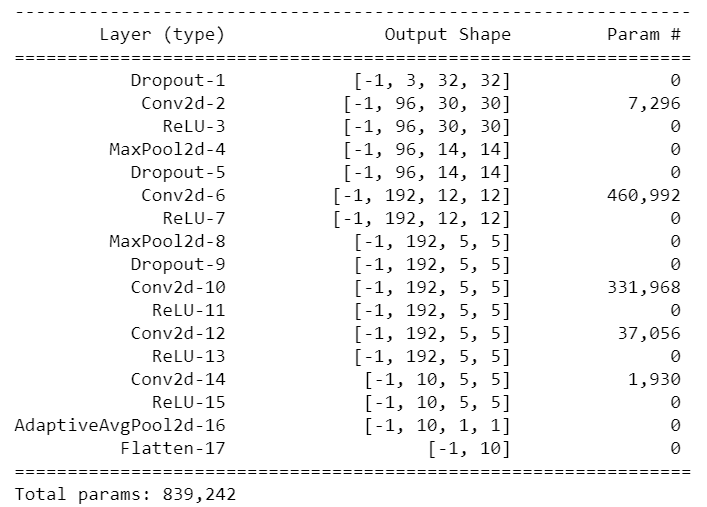 ----------------------------------------------------------------
Layer (type) Output Shape Param #
================================================================
Dropout-1 [-1, 3, 32, 32] 0
Conv2d-2 [-1, 96, 30, 30] 7,296
ReLU-3 [-1, 96, 30, 30] 0
MaxPool2d-4 [-1, 96, 14, 14] 0
Dropout-5 [-1, 96, 14, 14] 0
Conv2d-6 [-1, 192, 12, 12] 460,992
ReLU-7 [-1, 192, 12, 12] 0
MaxPool2d-8 [-1, 192, 5, 5] 0
Dropout-9 [-1, 192, 5, 5] 0
Conv2d-10 [-1, 192, 5, 5] 331,968
ReLU-11 [-1, 192, 5, 5] 0
Conv2d-12 [-1, 192, 5, 5] 37,056
ReLU-13 [-1, 192, 5, 5] 0
Conv2d-14 [-1, 10, 5, 5] 1,930
ReLU-15 [-1, 10, 5, 5] 0
AdaptiveAvgPool2d-16 [-1, 10, 1, 1] 0
Flatten-17 [-1, 10] 0
================================================================
Total params: 839,242